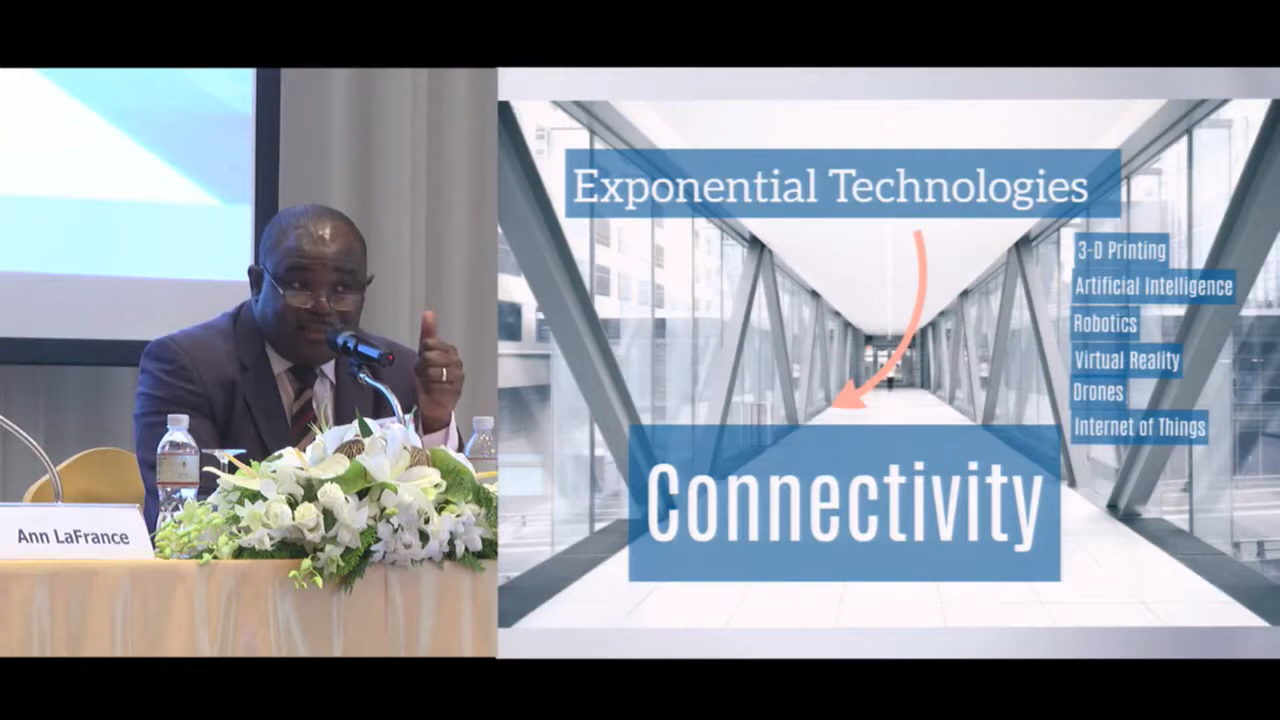 Ann LaFrance
Exponential Technologies
3-D Printing
Artificial Intelligence
Robotics
Virtual Reality
Drones
Internet of Things
Connectivity